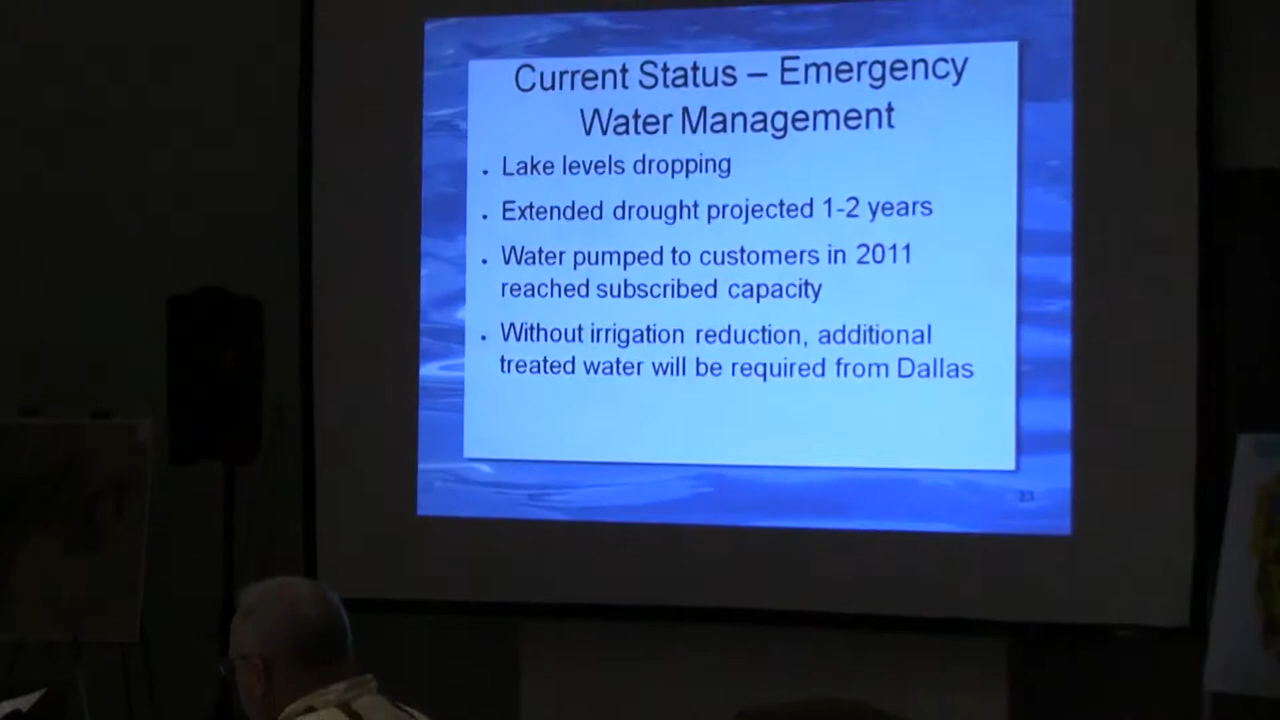 Current Status – Emergency
Water Management
. Lake levels dropping
. Extended drought projected 1-2 years
. Water pumped to customers in 2011
reached subscribed capacity
. Without irrigation reduction, additional
treated water will be required from Dallas
23